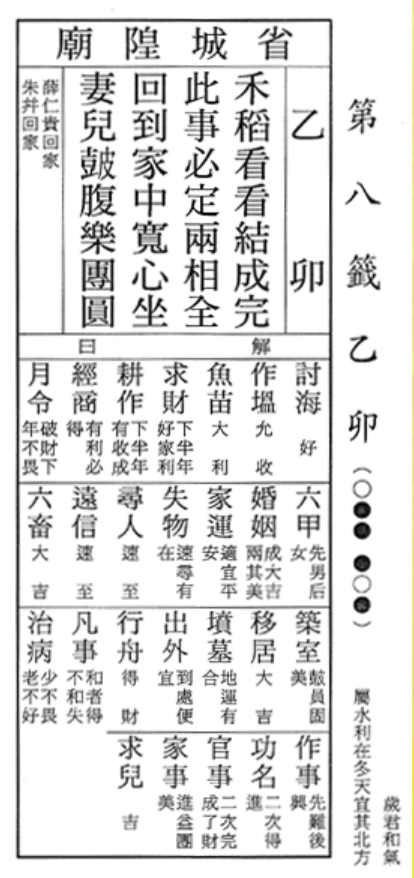 第八籤乙卯(○●●●○●)
屬水利在冬天宜其北方
歲君和氣
省城隍廟
乙卯
禾稻看看結成完
此事必定兩相全
回到家中寬心坐
妻兒鼓腹樂團圓
薛仁貴回家
朱弁回家
解曰
討海 好
作塭 允收
魚苗 大利
求財 下半年好家利
耕作 下半年有收成
經商 有利必得
月令 破財下年不畏
六甲 先男后女
婚姻 成大吉兩其美
家運 適宜平安
失物 速尋有在
尋人 速至
遠信 速至
六畜 大吉
築室 鼓員固美
移居 大吉
墳墓 地運有合
出外 到處便宜
行舟 得財
凡事 和者得不和失
治病 少不畏老不好
作事 先難後興
功名 二次得進
官事 二次完成了財
家事 進益團美
求兒 吉